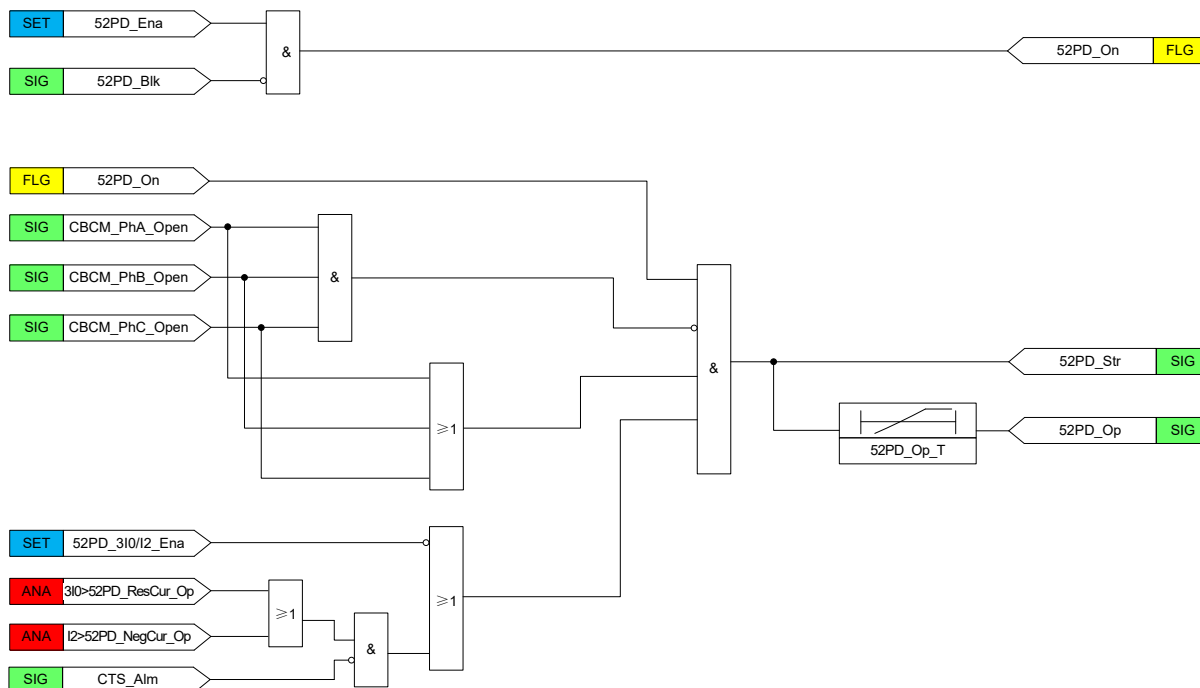 SET 52PD_Ena
&
52PD_On FLG
SIG 52PD_Blk
FLG 52PD_On
SIG CBCM_PhA_Open
SIG CBCM_PhB_Open
&
SIG CBCM_PhC_Open
&
52PD_Str SIG
≥1
52PD_Op SIG
52PD_Op_T
SET 52PD_3I0/I2_Ena
ANA 3I0>52PD_ResCur_Op
≥1
≥1
ANA I2>52PD_NegCur_Op
&
SIG CTS_Alm